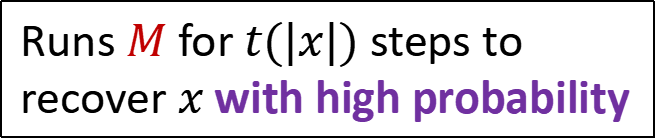 Runs M for t(|x|) steps to
recover x with high probability